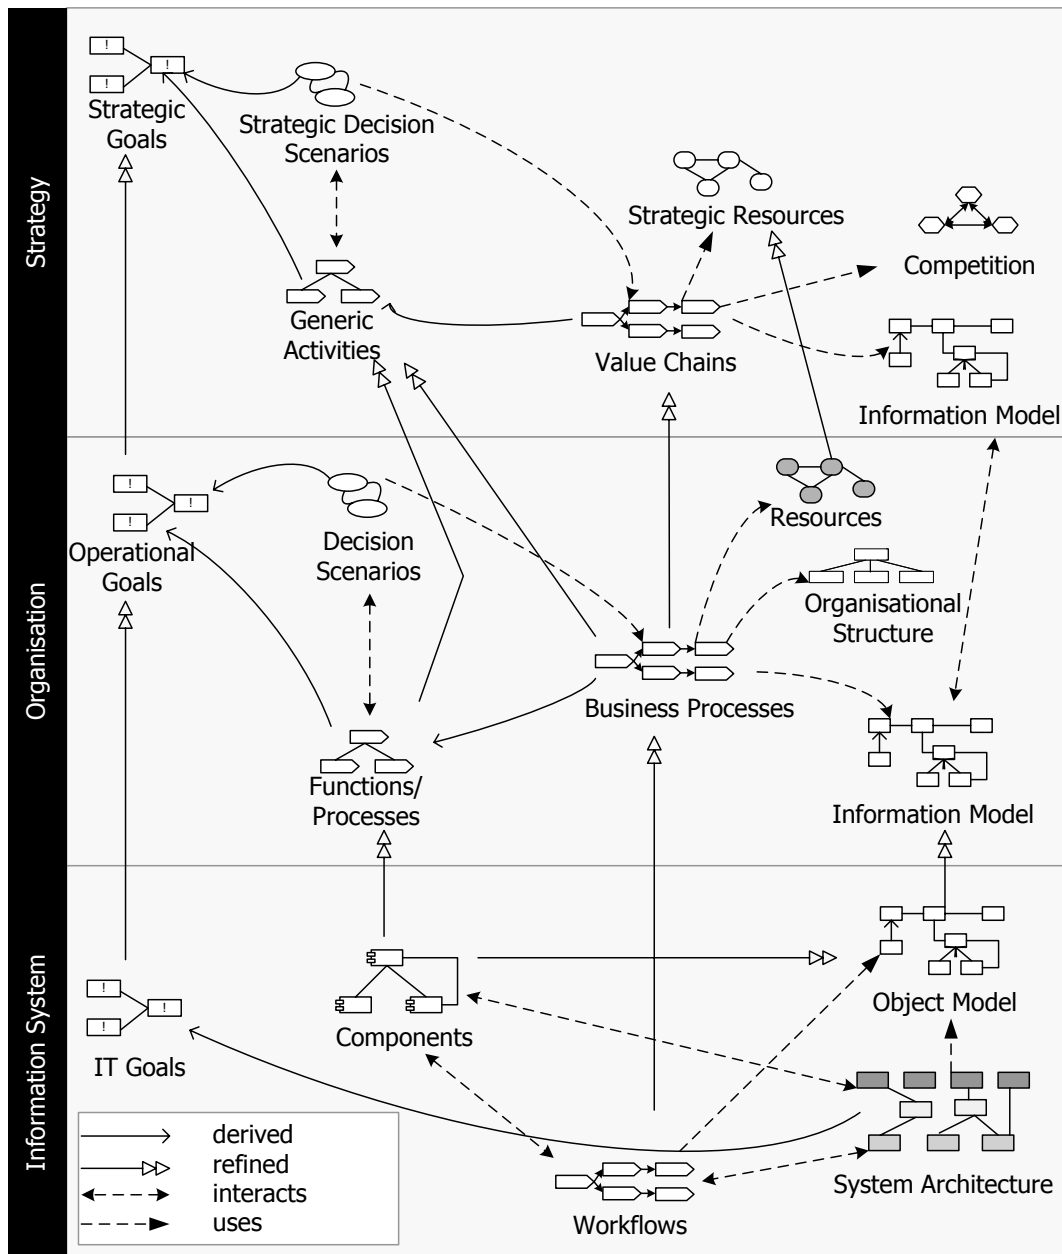 Strategy
!
!
!
Strategic
Goals
Strategic Decision
Scenarios
Strategic Resources
Competition
Generic
Activities
Value Chains
Information Model
Organisation
!
!
!
Operational
Goals
Decision
Scenarios
Resources
Organisational
Structure
Business Processes
Functions/
Processes
Information Model
Information System
!
!
!
IT Goals
Components
Object Model
System Architecture
Workflows
derived
refined
interacts
uses